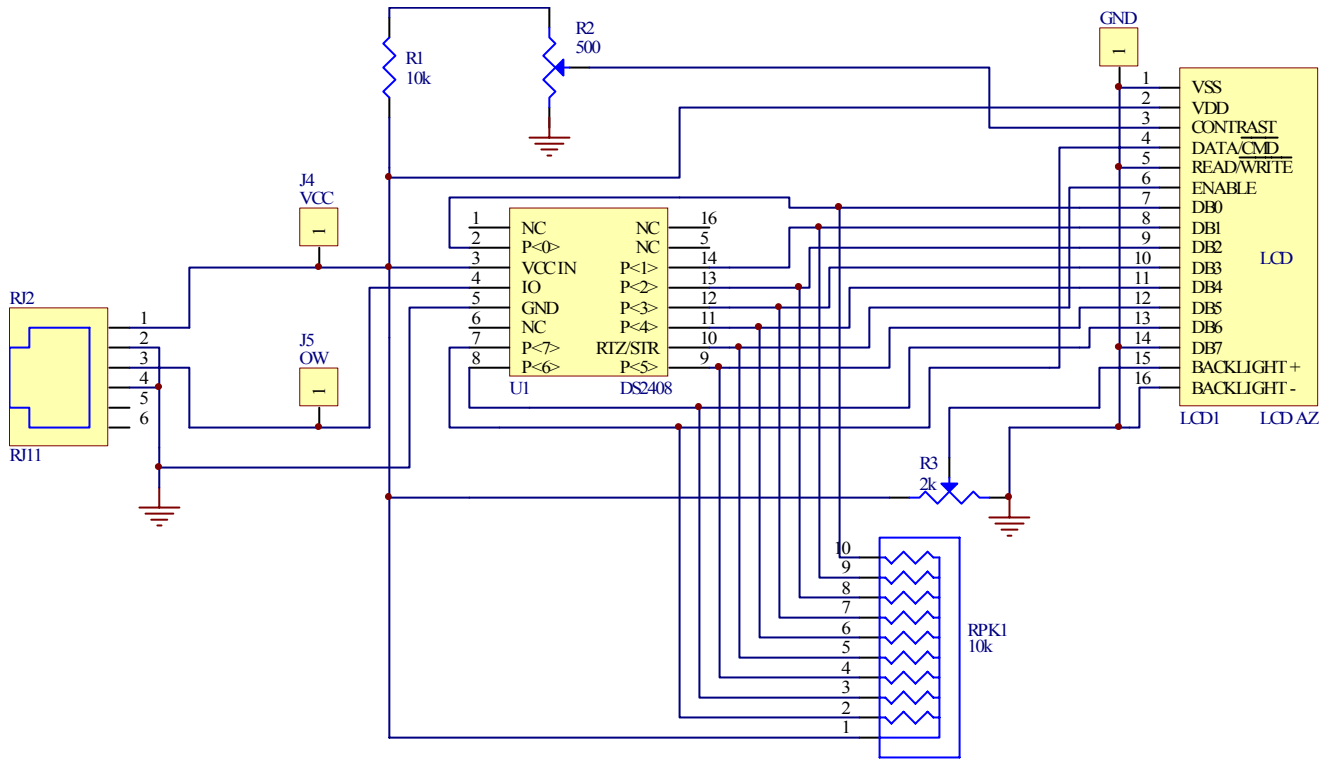 R1
10k
R2
500
GND
1
J4
VCC
1
J5
OW
1
RJ2
1
2
3
4
5
6
RJ11
1 NC
2 P<0>
3 VCC IN
4 IO
5 GND
6 NC
7 P<7>
8 P<6>
NC 16
NC 5
P<1> 14
P<2> 13
P<3> 12
P<4> 11
RTZ/STR 10
P<5> 9
U1 DS2408
1 VSS
2 VDD
3 CONTRAST
4 DATA/CMD
5 READ/WRITE
6 ENABLE
7 DB0
8 DB1
9 DB2
10 DB3
11 DB4
12 DB5
13 DB6
14 DB7
15 BACKLIGHT +
16 BACKLIGHT -
LCD
LCD1 LCD AZ
R3
2k
10
9
8
7
6
5
4
3
2
1
RPK1
10k